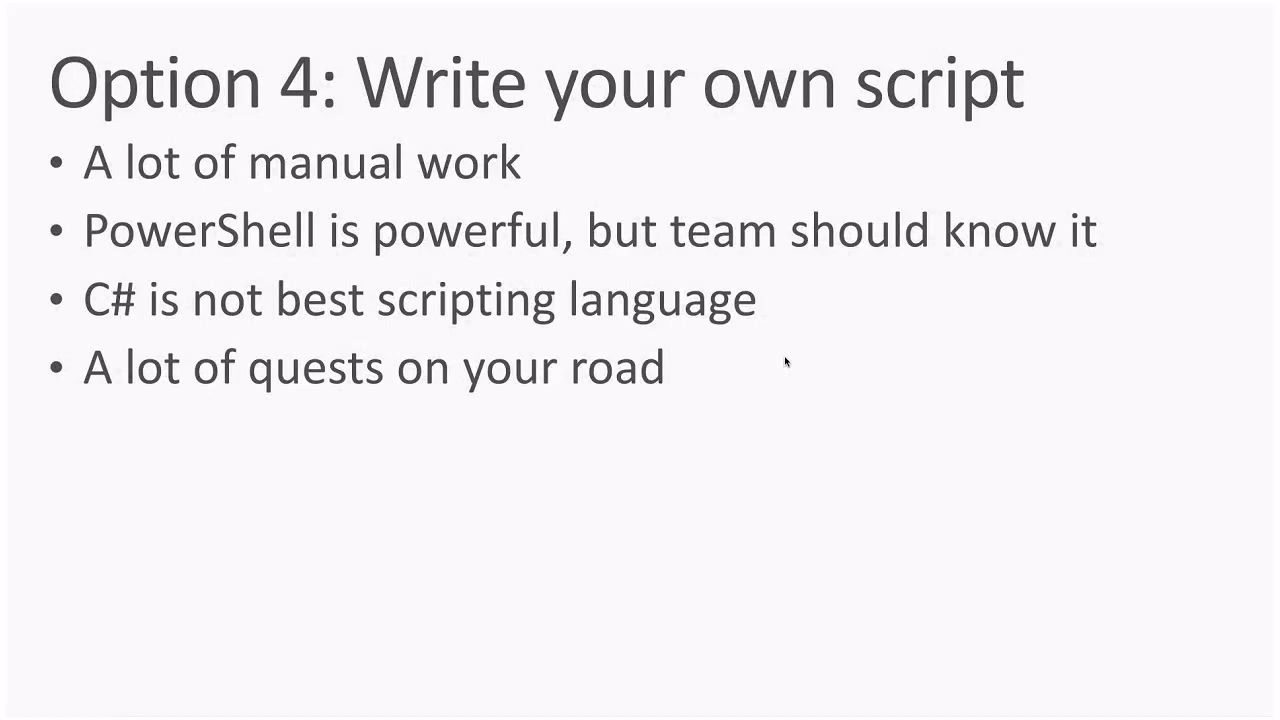 Option 4: Write your own script
• A lot of manual work
• PowerShell is powerful, but team should know it
• C# is not best scripting language
• A lot of quests on your road